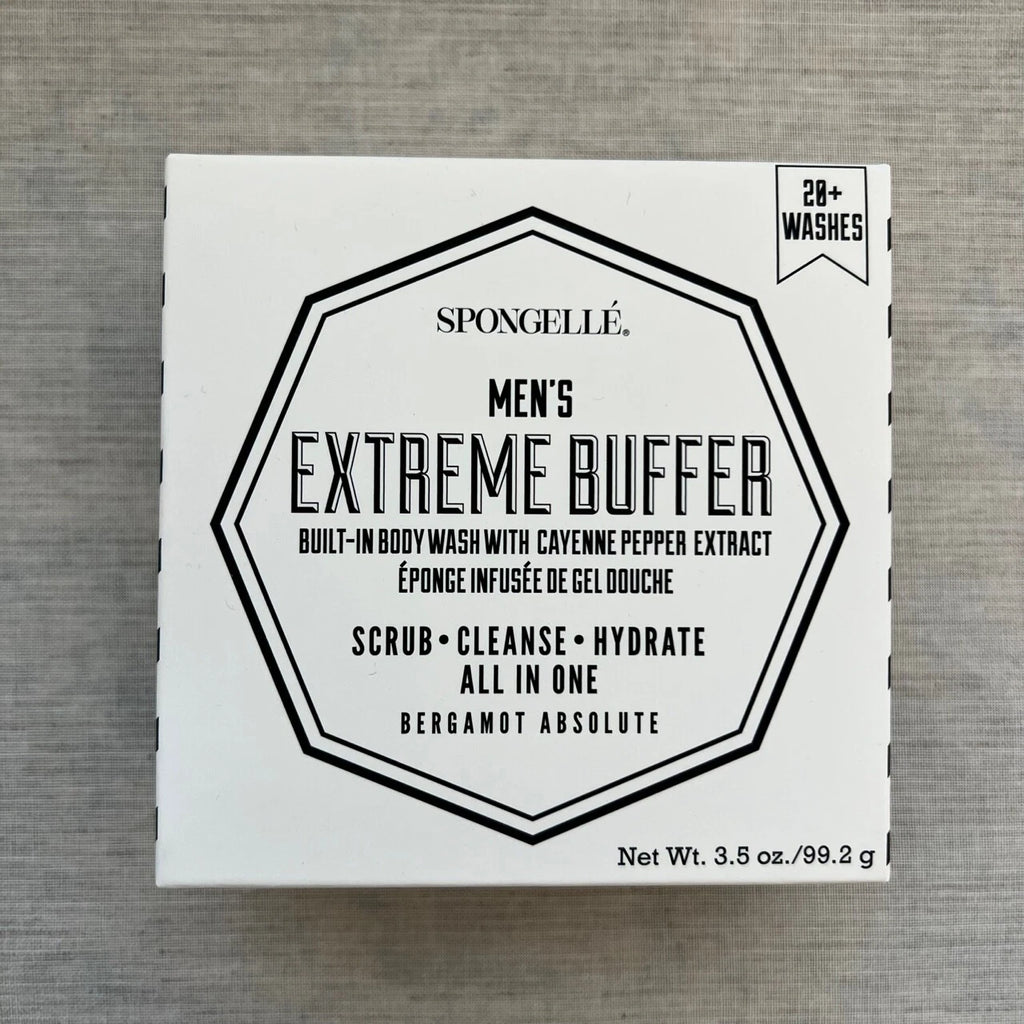 20+
WASHES
SPONGELLÉ®
MEN'S
EXTREME BUFFER
BUILT-IN BODY WASH WITH CAYENNE PEPPER EXTRACT
ÉPONGE INFUSÉE DE GEL DOUCHE
SCRUB • CLEANSE • HYDRATE
ALL IN ONE
BERGAMOT ABSOLUTE
Net Wt. 3.5 oz./99.2 g